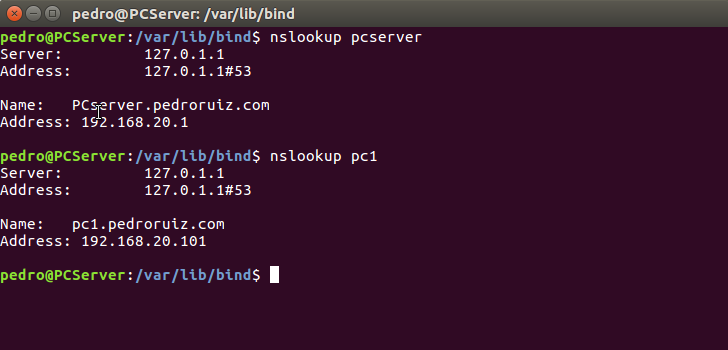 pedro@PCServer: /var/lib/bind
pedro@PCServer:/var/lib/bind$ nslookup pcserver
Server:         127.0.1.1
Address:        127.0.1.1#53
Name:   PCserver.pedroruiz.com
Address: 192.168.20.1
pedro@PCServer:/var/lib/bind$ nslookup pc1
Server:         127.0.1.1
Address:        127.0.1.1#53
Name:   pc1.pedroruiz.com
Address: 192.168.20.101
pedro@PCServer:/var/lib/bind$